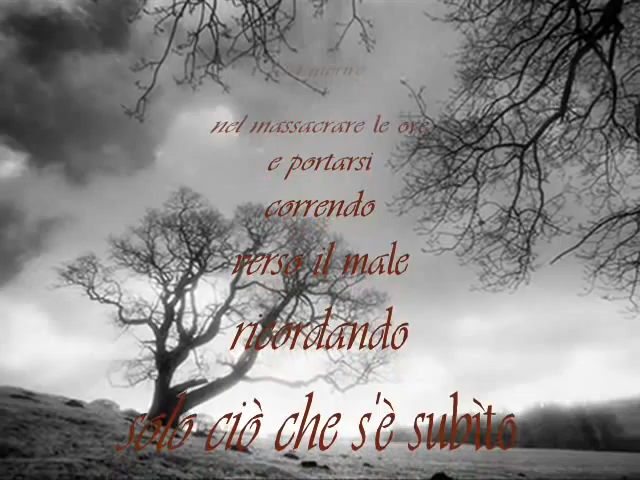 nel massacrare le ore
e portarsi
correndo
verso il male
ricordando
solo ciò che s'è subìto